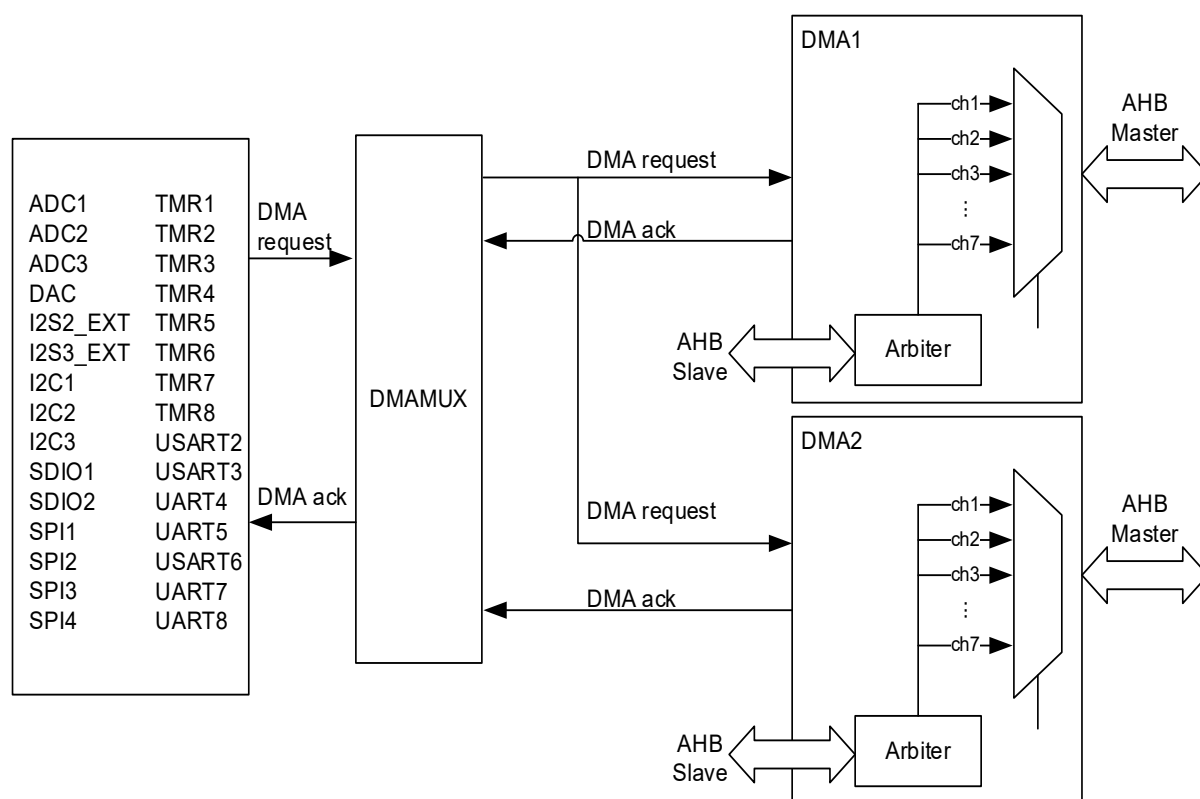 ADC1 TMR1
ADC2 TMR2
ADC3 TMR3
DAC TMR4
I2S2_EXT TMR5
I2S3_EXT TMR6
I2C1 TMR7
I2C2 TMR8
I2C3 USART2
SDIO1 USART3
SDIO2 UART4
SPI1 UART5
SPI2 USART6
SPI3 UART7
SPI4 UART8
DMA
request
DMA ack
DMAMUX
DMA request
DMA ack
DMA request
DMA ack
DMA1
ch1
ch2
ch3
⋮
ch7
Arbiter
AHB
Slave
AHB
Master
DMA2
ch1
ch2
ch3
⋮
ch7
Arbiter
AHB
Slave
AHB
Master